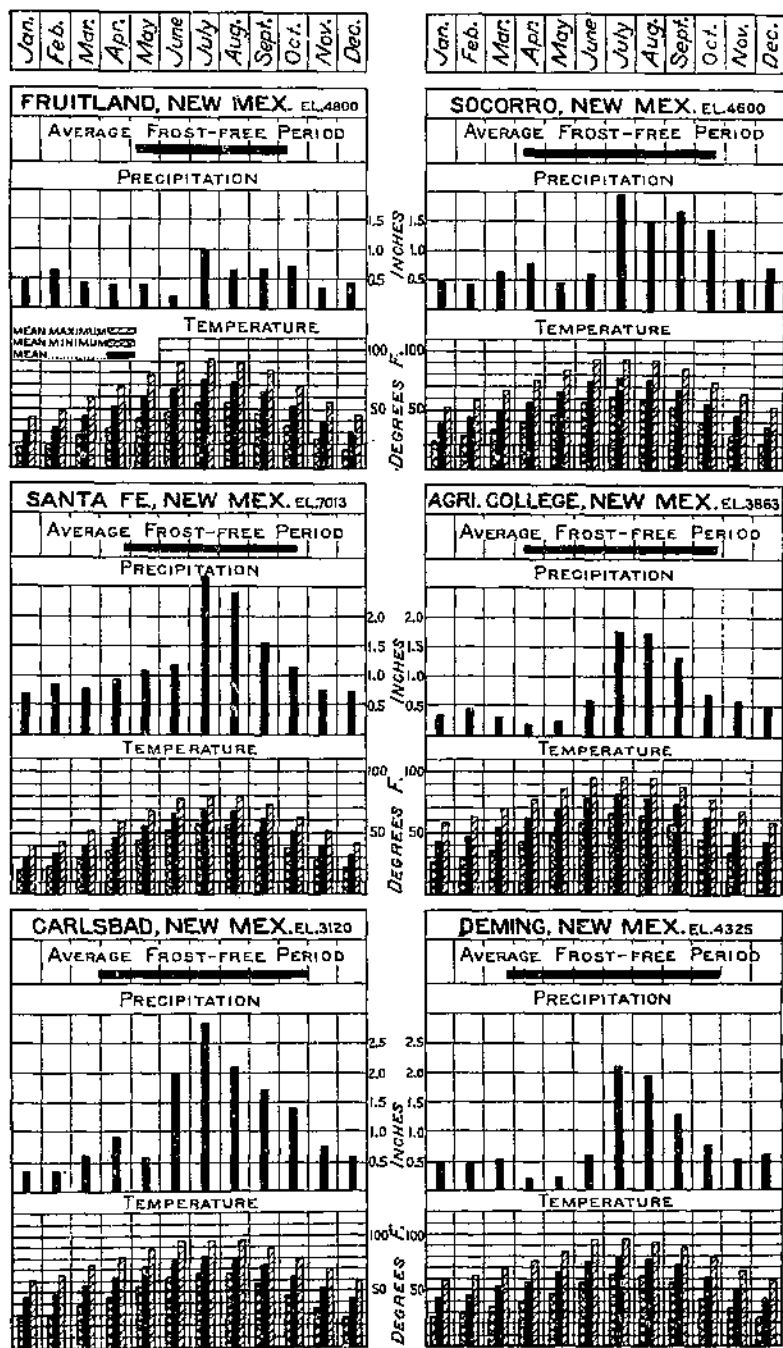 Jan. Feb. Mar. Apr. May June July Aug. Sept. Oct. Nov. Dec.
Jan. Feb. Mar. Apr. May June July Aug. Sept. Oct. Nov. Dec.
FRUITLAND, NEW MEX. EL.4800
AVERAGE FROST-FREE PERIOD
PRECIPITATION
1.5
1.0
0.5
INCHES
TEMPERATURE
MEAN MAXIMUM
MEAN MINIMUM
MEAN
100
50
DEGREES F.
SOCORRO, NEW MEX. EL.4600
AVERAGE FROST-FREE PERIOD
PRECIPITATION
1.5
1.0
0.5
TEMPERATURE
100
50
SANTA FE, NEW MEX. EL.7013
AVERAGE FROST-FREE PERIOD
PRECIPITATION
2.0
1.5
1.0
0.5
INCHES
TEMPERATURE
100
50
DEGREES F.
AGRI. COLLEGE, NEW MEX. EL.3863
AVERAGE FROST-FREE PERIOD
PRECIPITATION
2.0
1.5
1.0
0.5
TEMPERATURE
100
50
CARLSBAD, NEW MEX. EL.3120
AVERAGE FROST-FREE PERIOD
PRECIPITATION
2.5
2.0
1.5
1.0
0.5
INCHES
TEMPERATURE
100
50
DEGREES F.
DEMING, NEW MEX. EL.4325
AVERAGE FROST-FREE PERIOD
PRECIPITATION
2.5
2.0
1.5
1.0
0.5
TEMPERATURE
100
50